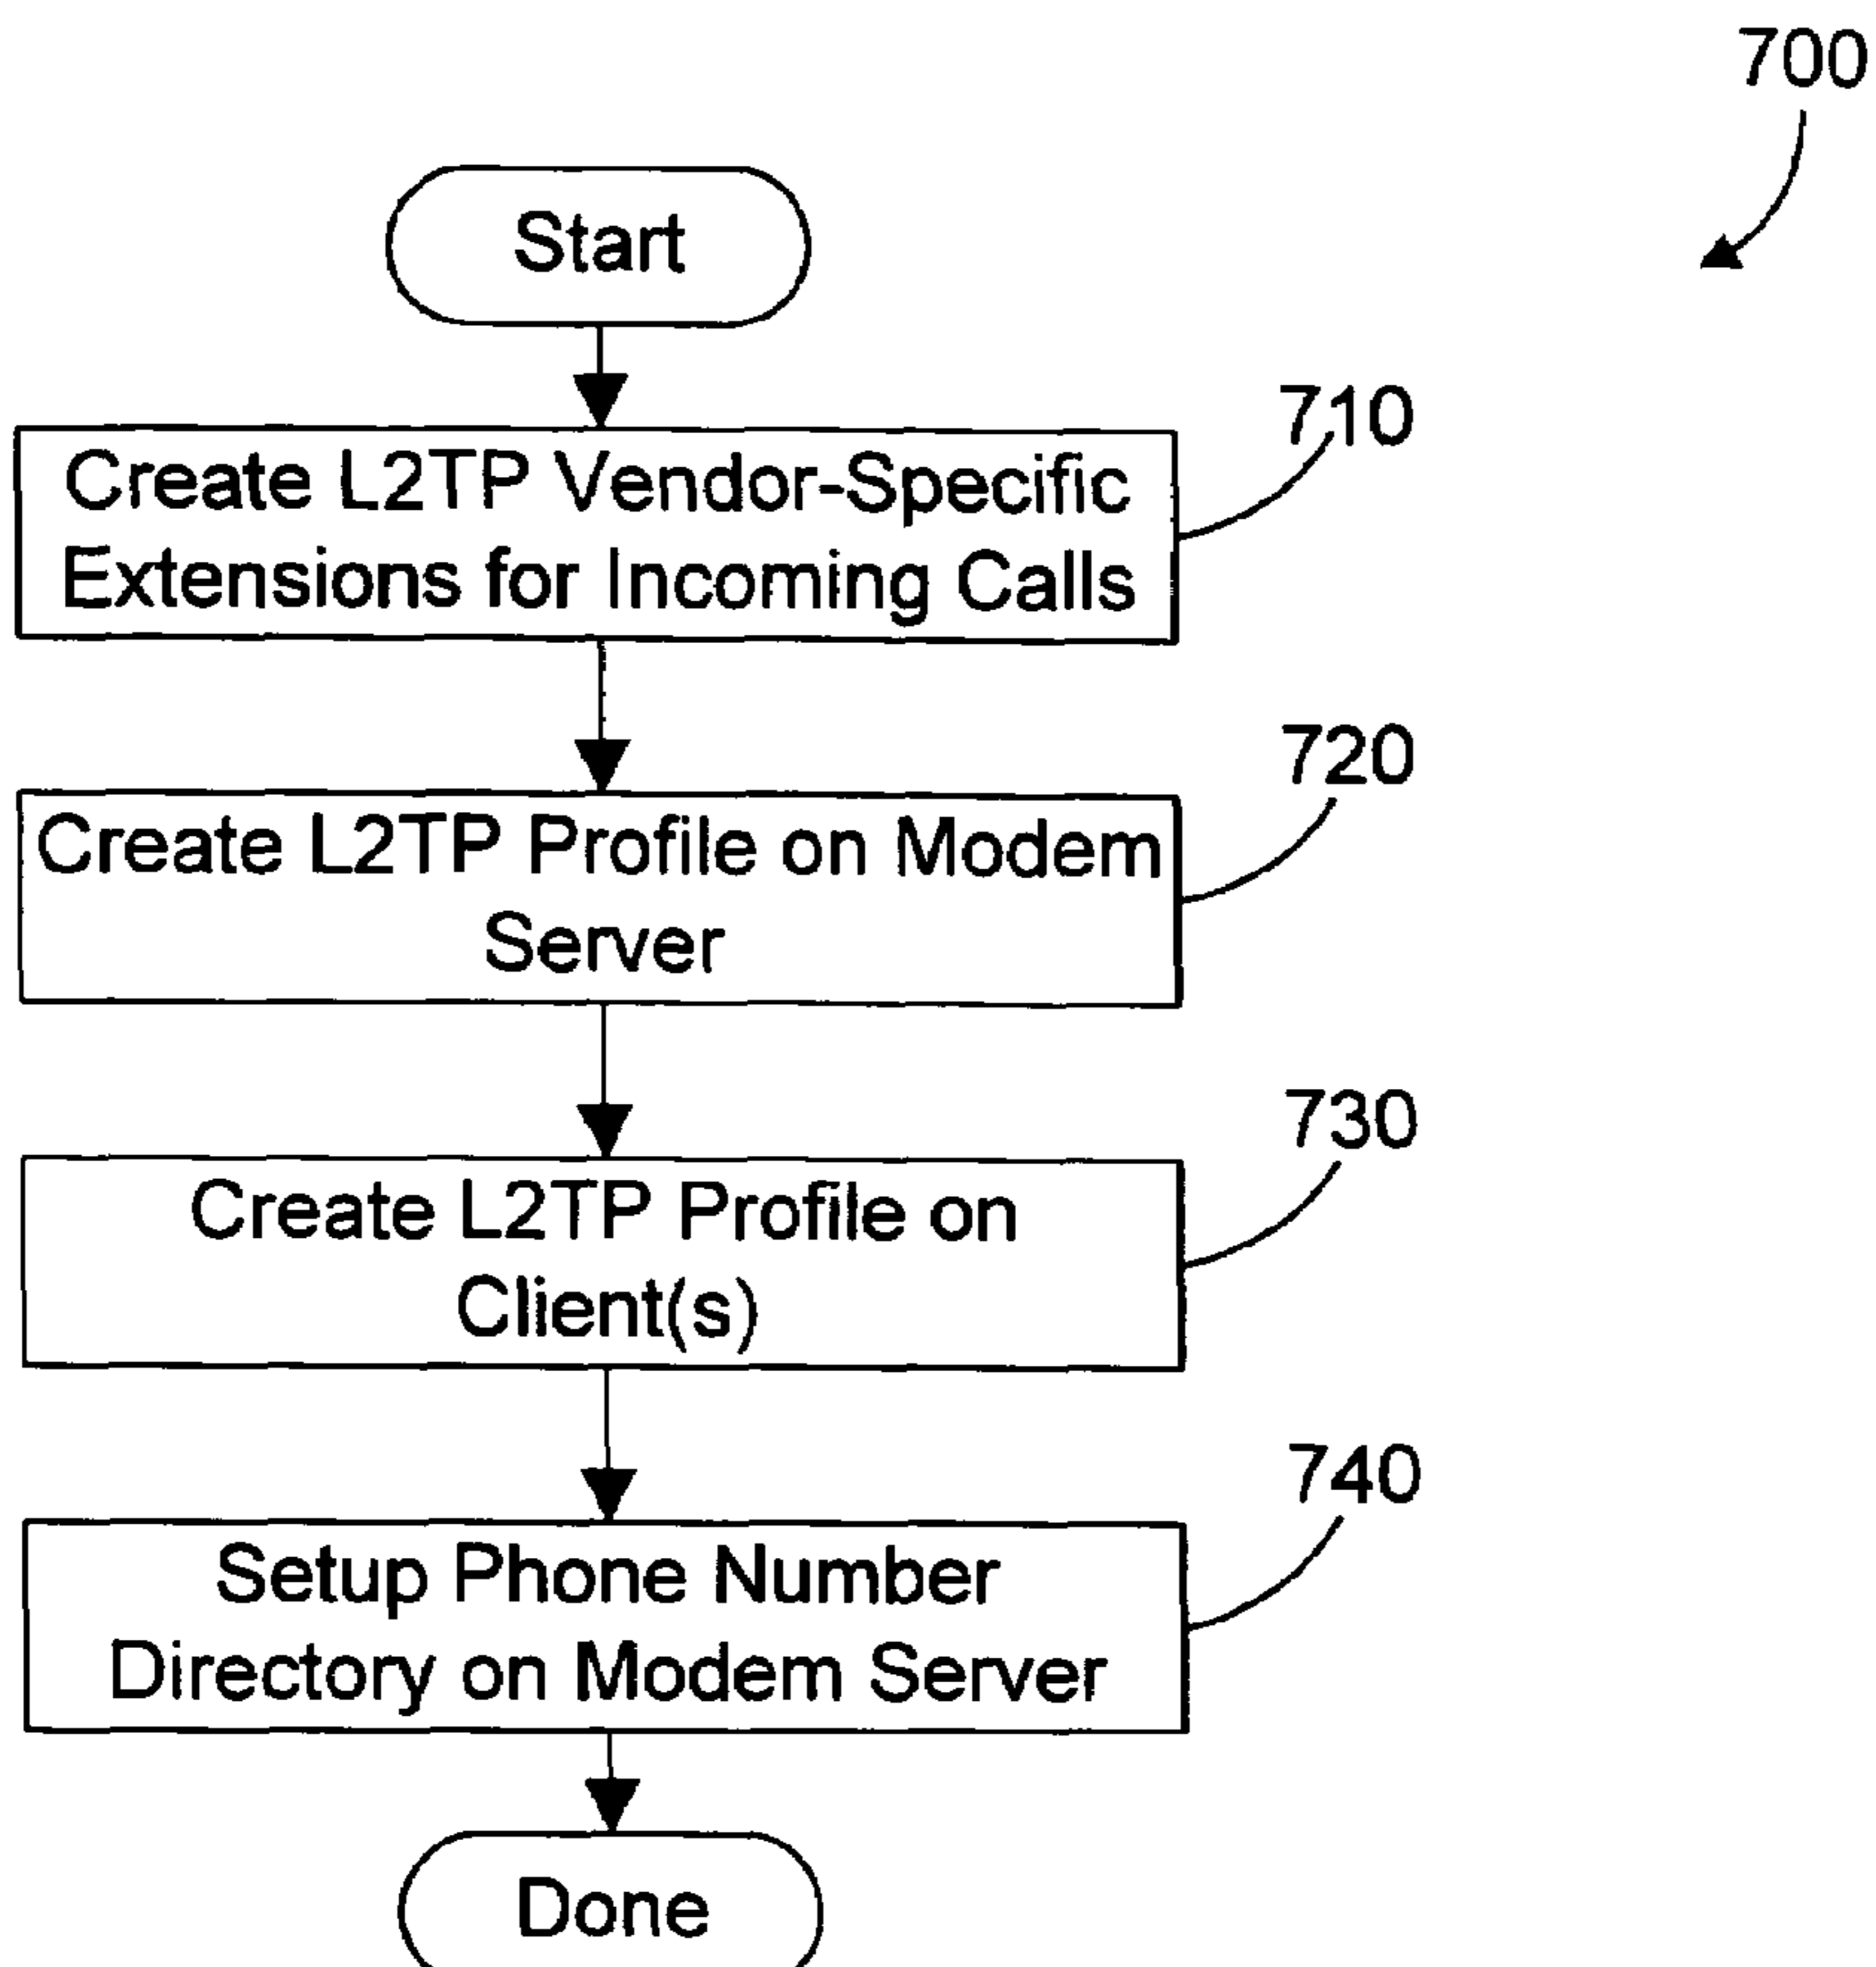 700
Start
710
Create L2TP Vendor-Specific
Extensions for Incoming Calls
720
Create L2TP Profile on Modem
Server
730
Create L2TP Profile on
Client(s)
740
Setup Phone Number
Directory on Modem Server
Done